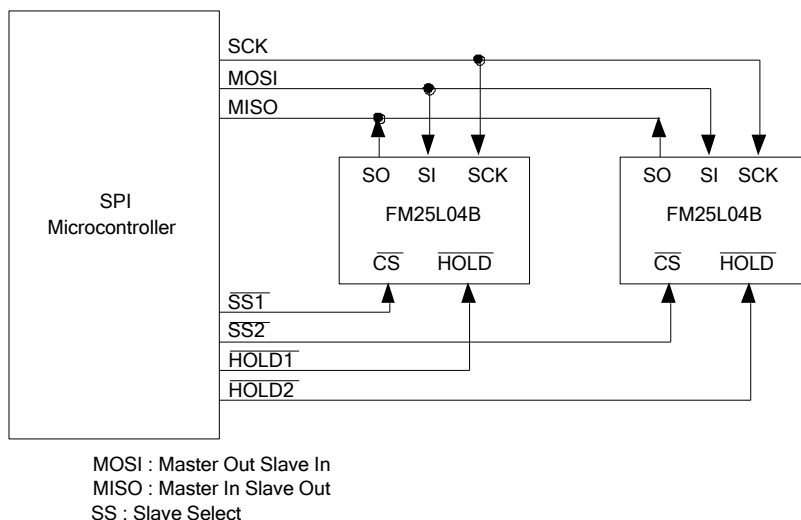 SCK
MOSI
MISO
SO SI SCK
SO SI SCK
SPI
Microcontroller
FM25L04B
FM25L04B
CS HOLD
CS HOLD
SS1
SS2
HOLD1
HOLD2
MOSI : Master Out Slave In
MISO : Master In Slave Out
SS : Slave Select